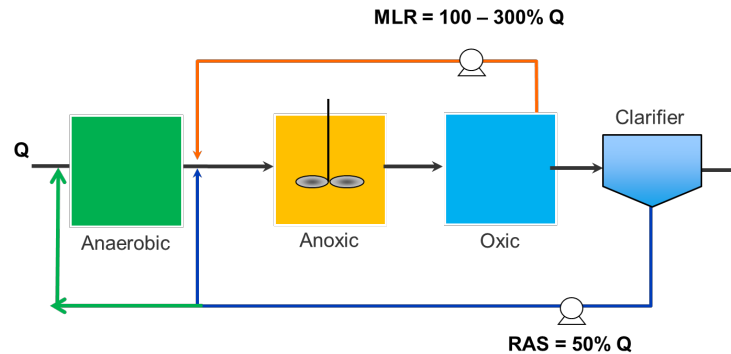 MLR = 100 – 300% Q
Clarifier
Q
Anaerobic
Anoxic
Oxic
RAS = 50% Q